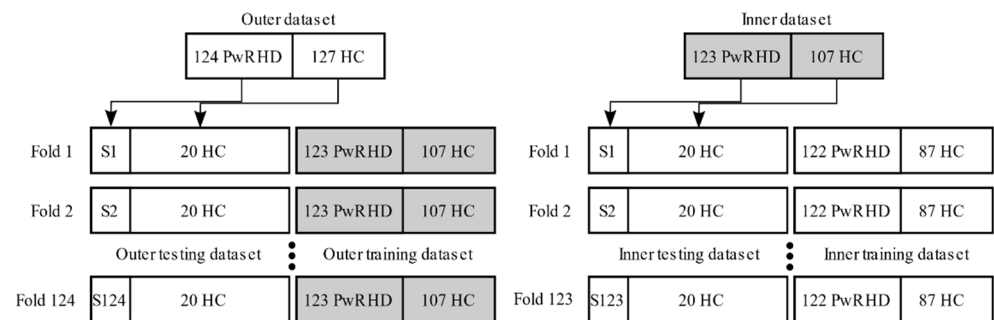 Outer dataset
124 PwRHD 127 HC
Fold 1 S1 20 HC 123 PwRHD 107 HC
Fold 2 S2 20 HC 123 PwRHD 107 HC
Outer testing dataset Outer training dataset
Fold 124 S124 20 HC 123 PwRHD 107 HC
Inner dataset
123 PwRHD 107 HC
Fold 1 S1 20 HC 122 PwRHD 87 HC
Fold 2 S2 20 HC 122 PwRHD 87 HC
Inner testing dataset Inner training dataset
Fold 123 S123 20 HC 122 PwRHD 87 HC